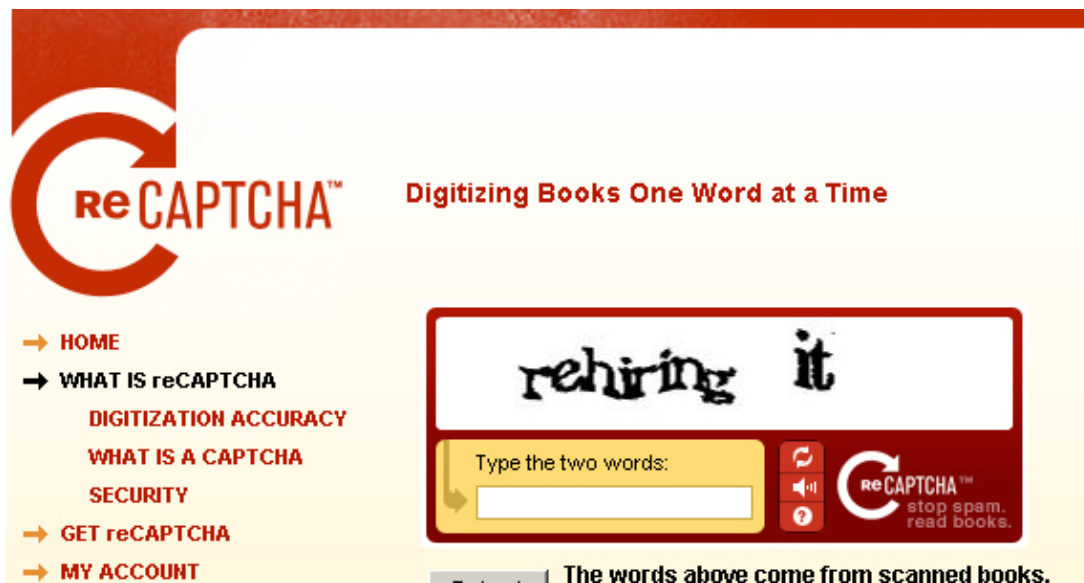 reCAPTCHA™
Digitizing Books One Word at a Time
HOME
WHAT IS reCAPTCHA
DIGITIZATION ACCURACY
WHAT IS A CAPTCHA
SECURITY
GET reCAPTCHA
MY ACCOUNT
rehiring it
Type the two words:
reCAPTCHA™
stop spam.
read books.
The words above come from scanned books.